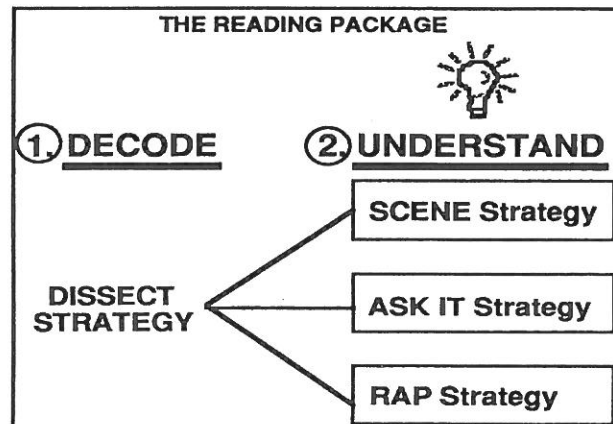 THE READING PACKAGE
1. DECODE
2. UNDERSTAND
SCENE Strategy
DISSECT
STRATEGY
ASK IT Strategy
RAP Strategy